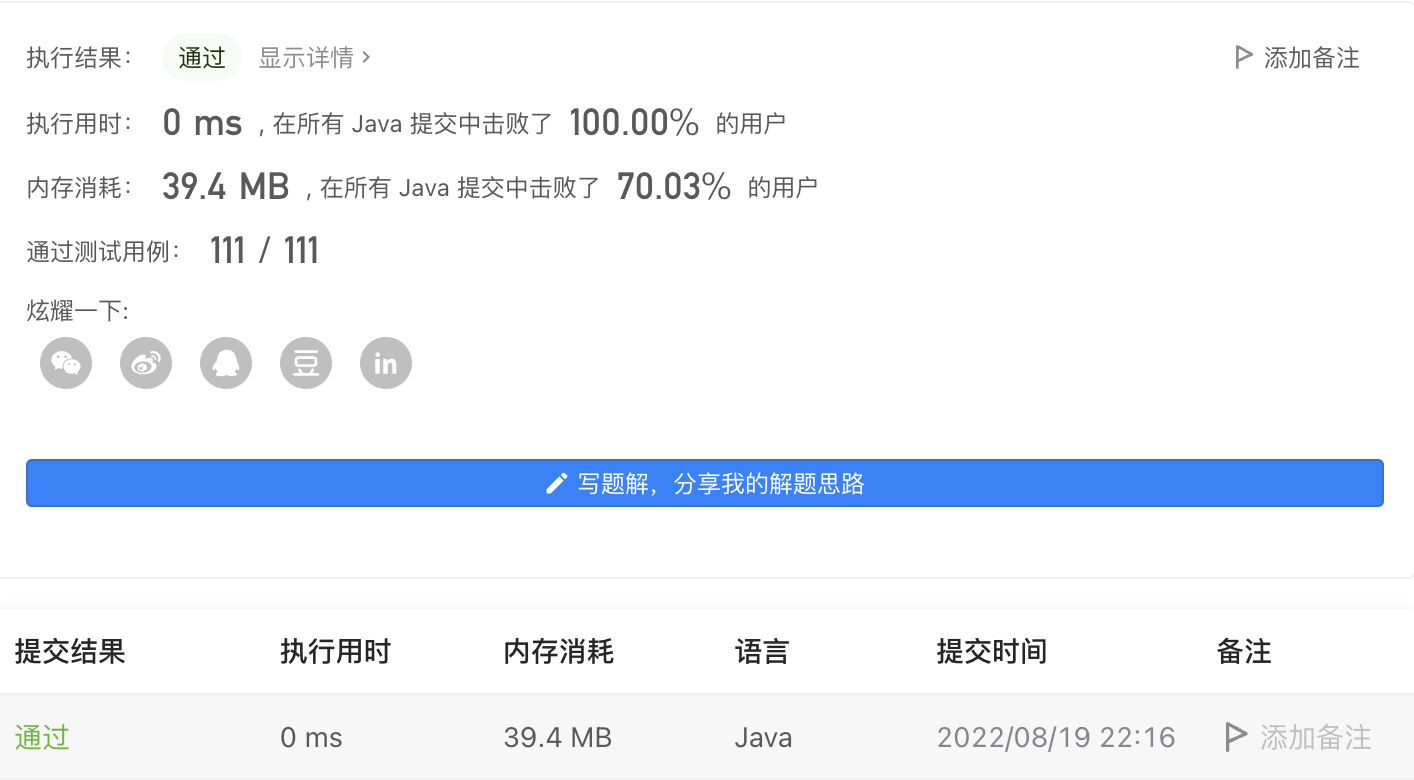 执行结果： 通过 显示详情 >
添加备注
执行用时： 0 ms , 在所有 Java 提交中击败了 100.00% 的用户
内存消耗： 39.4 MB , 在所有 Java 提交中击败了 70.03% 的用户
通过测试用例： 111 / 111
炫耀一下:
豆 in
写题解，分享我的解题思路
提交结果 执行用时 内存消耗 语言 提交时间 备注
通过 0 ms 39.4 MB Java 2022/08/19 22:16 添加备注